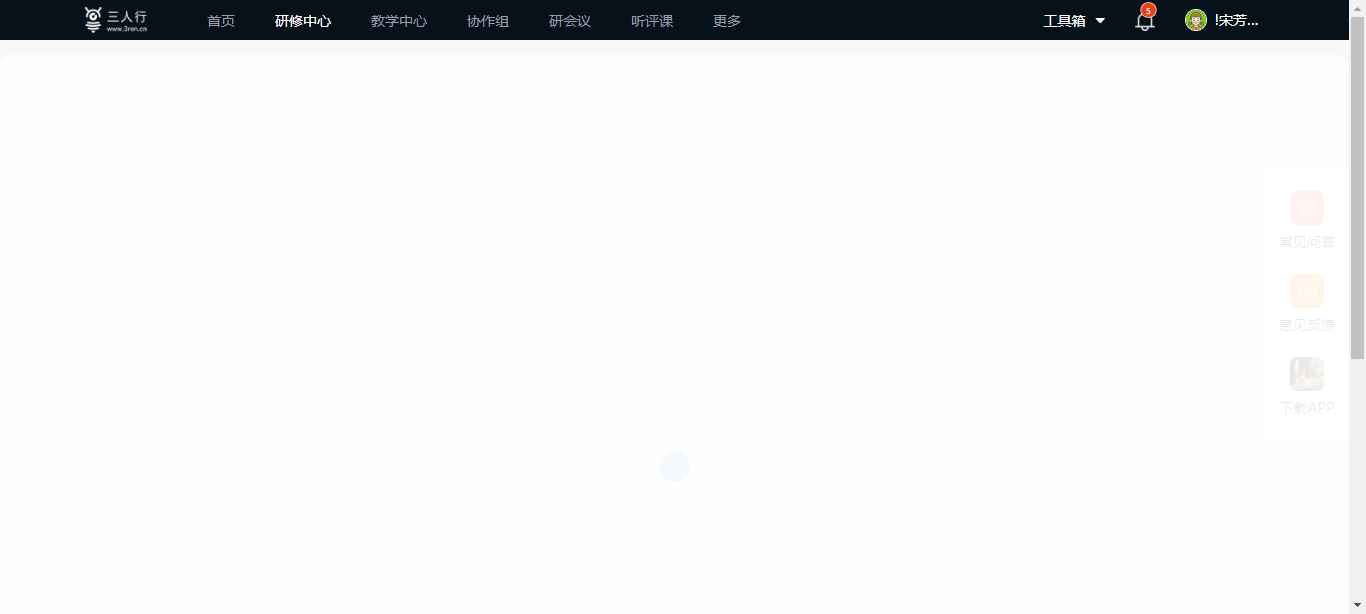 三人行
www.3ren.cn
首页 研修中心 教学中心 协作组 研会议 听评课 更多
工具箱
5
!宋芳...
常见问答
意见反馈
下载APP